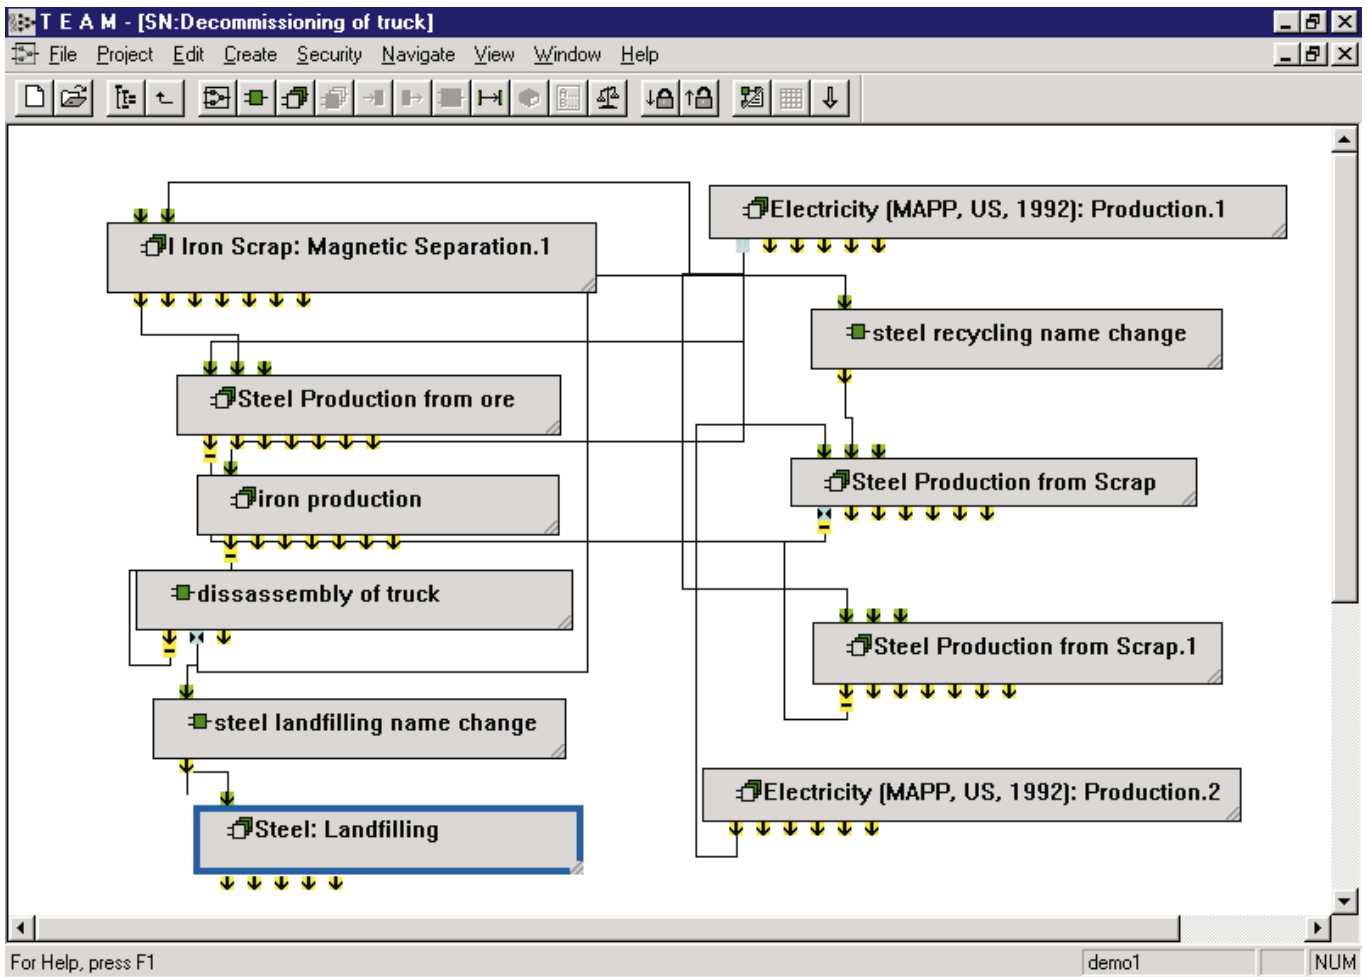 T E A M - [SN:Decommissioning of truck]
File Project Edit Create Security Navigate View Window Help
Electricity (MAPP, US, 1992): Production.1
l Iron Scrap: Magnetic Separation.1
steel recycling name change
Steel Production from ore
Steel Production from Scrap
iron production
dissassembly of truck
Steel Production from Scrap.1
steel landfilling name change
Electricity (MAPP, US, 1992): Production.2
Steel: Landfilling
For Help, press F1
demo1
NUM